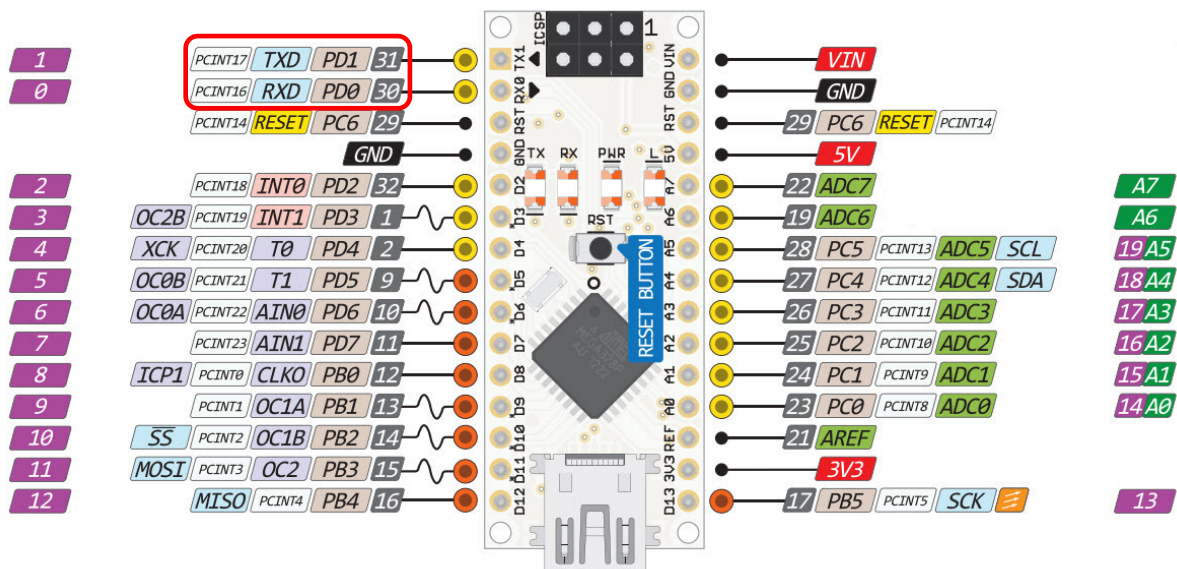 1 PCINT17 TXD PD1 31 TX1 ICSP 1 VIN VIN
0 PCINT16 RXD PD0 30 RX0 GND GND
PCINT14 RESET PC6 29 RST RST 29 PC6 RESET PCINT14
GND GND TX RX PWR L 5V 5V
2 PCINT18 INT0 PD2 32 D2 A7 22 ADC7 A7
3 OC2B PCINT19 INT1 PD3 1 *D3 RST A6 19 ADC6 A6
4 XCK PCINT20 T0 PD4 2 D4 A5 28 PC5 PCINT13 ADC5 SCL 19 A5
5 OC0B PCINT21 T1 PD5 9 *D5 A4 27 PC4 PCINT12 ADC4 SDA 18 A4
6 OC0A PCINT22 AIN0 PD6 10 *D6 RESET BUTTON A3 26 PC3 PCINT11 ADC3 17 A3
7 PCINT23 AIN1 PD7 11 D7 A2 25 PC2 PCINT10 ADC2 16 A2
8 ICP1 PCINT0 CLKO PB0 12 D8 A1 24 PC1 PCINT9 ADC1 15 A1
9 PCINT1 OC1A PB1 13 *D9 A0 23 PC0 PCINT8 ADC0 14 A0
10 SS PCINT2 OC1B PB2 14 *D10 REF 21 AREF
11 MOSI PCINT3 OC2 PB3 15 *D11 3V3 3V3
12 MISO PCINT4 PB4 16 D12 D13 17 PB5 PCINT5 SCK 13